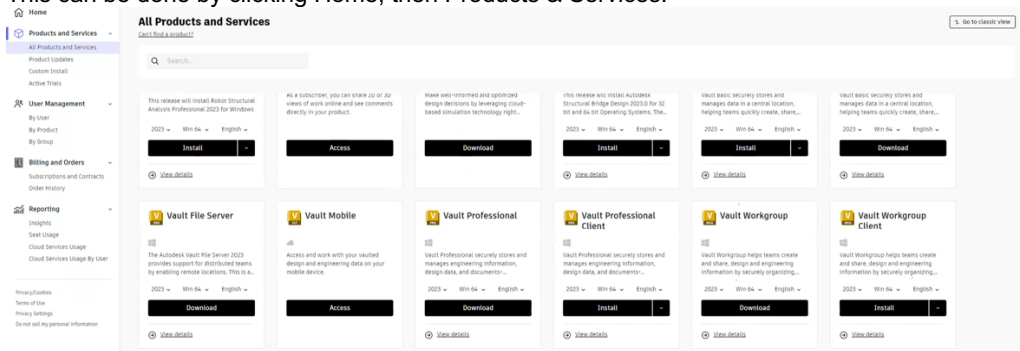 This can be done by clicking Home, then Products & Services.
Home
Products and Services
All Products and Services
Product Updates
Custom Install
Active Trials
User Management
By User
By Product
By Group
Billing and Orders
Subscriptions and Contracts
Order History
Reporting
Insights
Seat Usage
Cloud Services Usage
Cloud Services Usage By User
Privacy/Cookies
Terms of Use
Privacy Settings
Do not sell my personal information
All Products and Services
Can't find a product?
Go to classic view
Search...
This release will install Robot Structural
Analysis Professional 2023 for Windows
2023 Win 64 English
Install
View details
As a subscriber, you can share 2D or 3D
views of work online and see comments
directly in your product.
Access
Make well-informed and optimized
design decisions by leveraging cloud-
based simulation technology right...
2023 Win 64 English
Download
This release will install Autodesk
Structural Bridge Design 2023.0 for 32
bit and 64 bit Operating Systems. The...
2023 Win 64 English
Install
View details
Vault Basic securely stores and
manages data in a central location,
helping teams quickly create, share,...
2023 Win 64 English
Install
View details
Vault Basic securely stores and
manages data in a central location,
helping teams quickly create, share,...
2023 Win 64 English
Download
View details
Vault File Server
The Autodesk Vault File Server 2023
provides support for distributed teams
by enabling remote locations. This is a...
2023 Win 64 English
Download
View details
Vault Mobile
Access and work with your vaulted
design and engineering data on your
mobile device.
Access
Vault Professional
Vault Professional securely stores and
manages engineering information,
design data, and documents-...
2023 Win 64 English
Download
View details
Vault Professional
Client
Vault Professional securely stores and
manages engineering information,
design data, and documents-...
2023 Win 64 English
Install
View details
Vault Workgroup
Vault Workgroup helps teams create
and share, design and engineering
information by securely organizing,...
2023 Win 64 English
Download
View details
Vault Workgroup
Client
Vault Workgroup helps teams create
and share, design and engineering
information by securely organizing,...
2023 Win 64 English
Install
View details